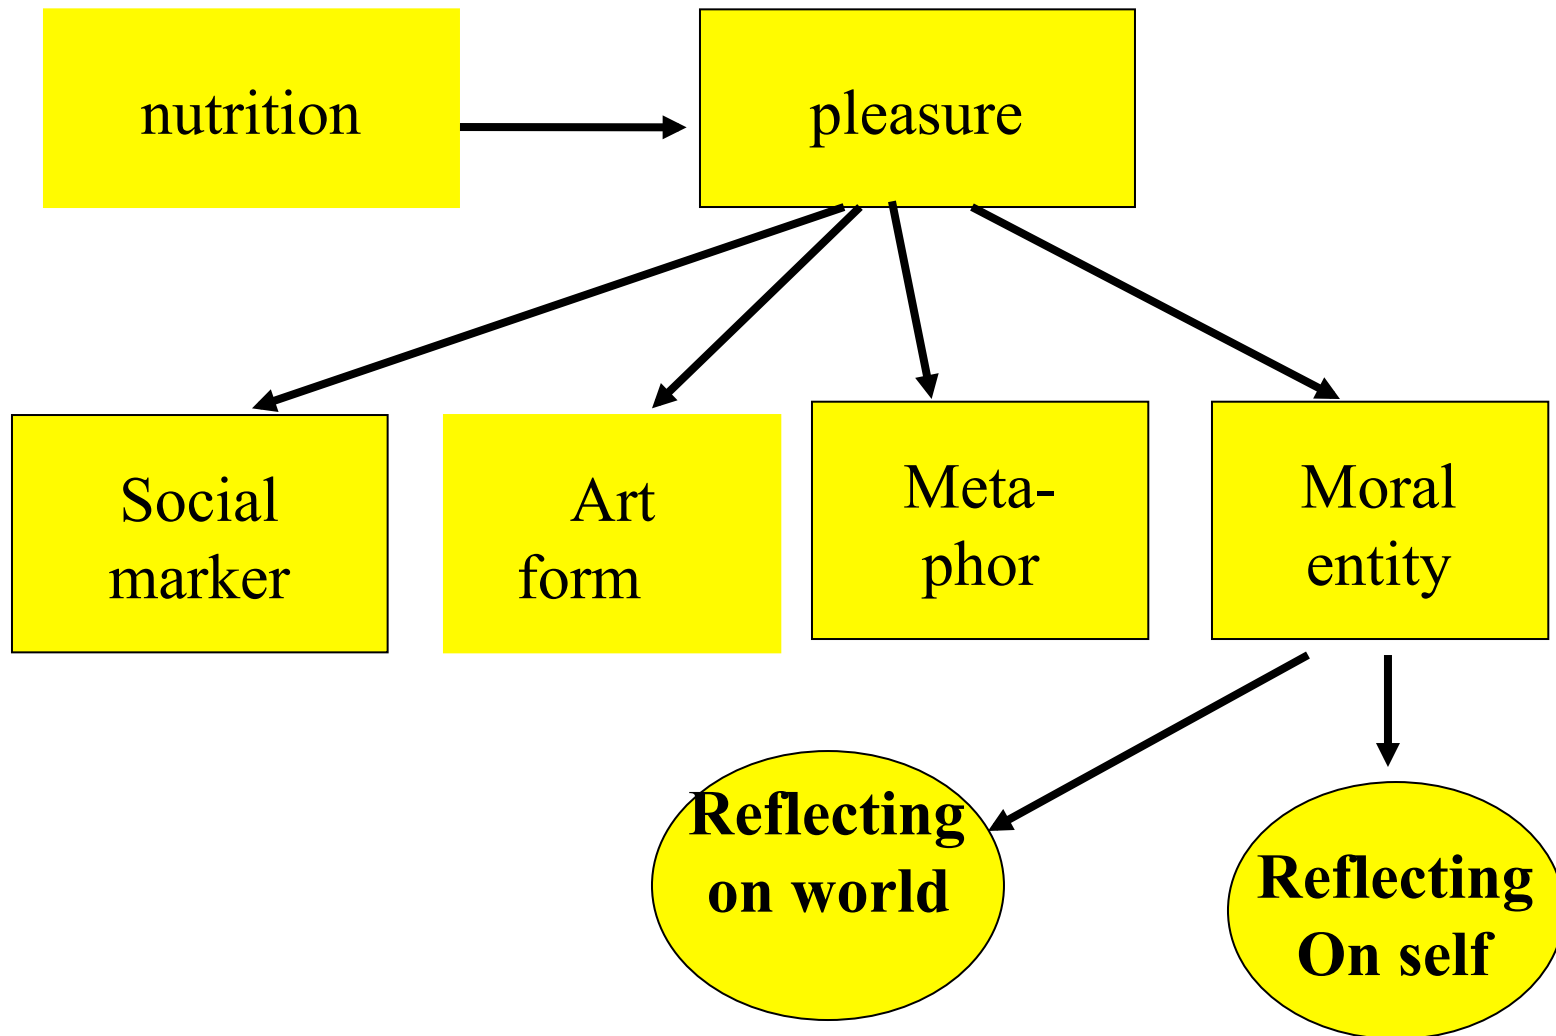 nutrition
pleasure
Social
marker
Art
form
Meta-
phor
Moral
entity
Reflecting
on world
Reflecting
On self